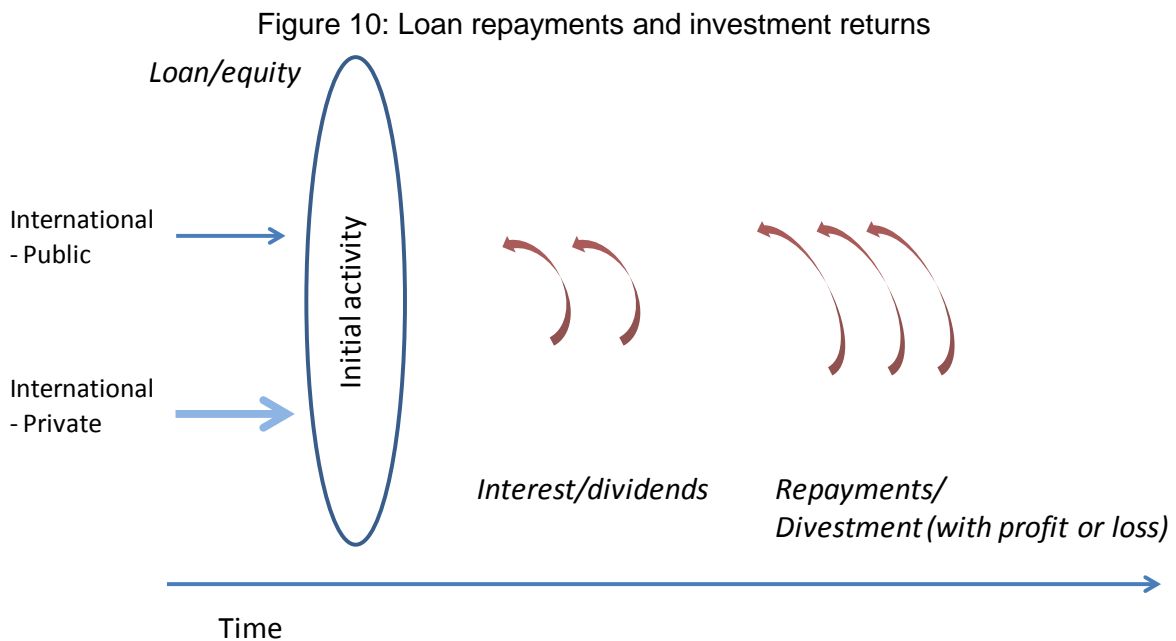 Figure 10: Loan repayments and investment returns
Loan/equity
International
- Public
Initial activity
International
- Private
Interest/dividends
Repayments/
Divestment (with profit or loss)
Time